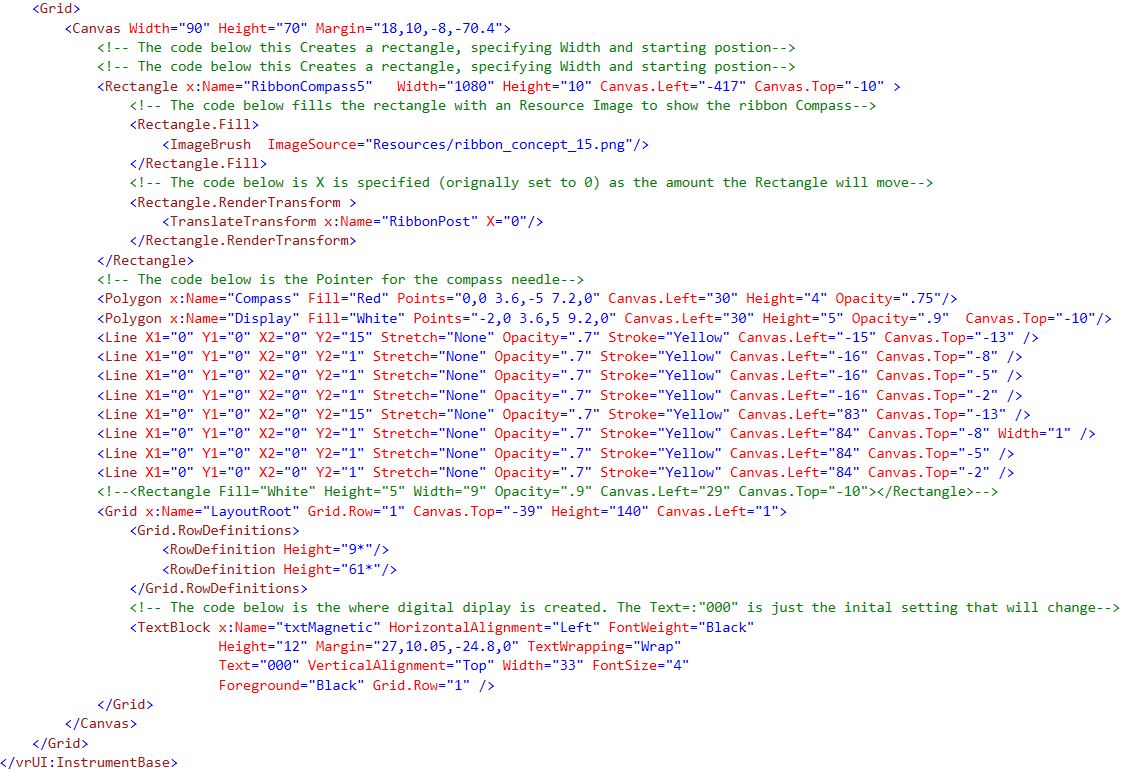 <Grid>
<Canvas Width="90" Height="70" Margin="18,10,-8,-70.4">
<!-- The code below this Creates a rectangle, specifying Width and starting postion-->
<!-- The code below this Creates a rectangle, specifying Width and starting postion-->
<Rectangle x:Name="RibbonCompass5"   Width="1080" Height="10" Canvas.Left="-417" Canvas.Top="-10" >
<!-- The code below fills the rectangle with an Resource Image to show the ribbon Compass-->
<Rectangle.Fill>
<ImageBrush  ImageSource="Resources/ribbon_concept_15.png"/>
</Rectangle.Fill>
<!-- The code below is X is specified (orignally set to 0) as the amount the Rectangle will move-->
<Rectangle.RenderTransform >
<TranslateTransform x:Name="RibbonPost" X="0"/>
</Rectangle.RenderTransform>
</Rectangle>
<!-- The code below is the Pointer for the compass needle-->
<Polygon x:Name="Compass" Fill="Red" Points="0,0 3.6,-5 7.2,0" Canvas.Left="30" Height="4" Opacity=".75"/>
<Polygon x:Name="Display" Fill="White" Points="-2,0 3.6,5 9.2,0" Canvas.Left="30" Height="5" Opacity=".9"  Canvas.Top="-10"/>
<Line X1="0" Y1="0" X2="0" Y2="15" Stretch="None" Opacity=".7" Stroke="Yellow" Canvas.Left="-15" Canvas.Top="-13" />
<Line X1="0" Y1="0" X2="0" Y2="1" Stretch="None" Opacity=".7" Stroke="Yellow" Canvas.Left="-16" Canvas.Top="-8" />
<Line X1="0" Y1="0" X2="0" Y2="1" Stretch="None" Opacity=".7" Stroke="Yellow" Canvas.Left="-16" Canvas.Top="-5" />
<Line X1="0" Y1="0" X2="0" Y2="1" Stretch="None" Opacity=".7" Stroke="Yellow" Canvas.Left="-16" Canvas.Top="-2" />
<Line X1="0" Y1="0" X2="0" Y2="15" Stretch="None" Opacity=".7" Stroke="Yellow" Canvas.Left="83" Canvas.Top="-13" />
<Line X1="0" Y1="0" X2="0" Y2="1" Stretch="None" Opacity=".7" Stroke="Yellow" Canvas.Left="84" Canvas.Top="-8" Width="1" />
<Line X1="0" Y1="0" X2="0" Y2="1" Stretch="None" Opacity=".7" Stroke="Yellow" Canvas.Left="84" Canvas.Top="-5" />
<Line X1="0" Y1="0" X2="0" Y2="1" Stretch="None" Opacity=".7" Stroke="Yellow" Canvas.Left="84" Canvas.Top="-2" />
<!--<Rectangle Fill="White" Height="5" Width="9" Opacity=".9" Canvas.Left="29" Canvas.Top="-10"></Rectangle>-->
<Grid x:Name="LayoutRoot" Grid.Row="1" Canvas.Top="-39" Height="140" Canvas.Left="1">
<Grid.RowDefinitions>
<RowDefinition Height="9*"/>
<RowDefinition Height="61*"/>
</Grid.RowDefinitions>
<!-- The code below is the where digital diplay is created. The Text=:"000" is just the inital setting that will change-->
<TextBlock x:Name="txtMagnetic" HorizontalAlignment="Left" FontWeight="Black"
Height="12" Margin="27,10.05,-24.8,0" TextWrapping="Wrap"
Text="000" VerticalAlignment="Top" Width="33" FontSize="4"
Foreground="Black" Grid.Row="1" />
</Grid>
</Canvas>
</Grid>
</vrUI:InstrumentBase>